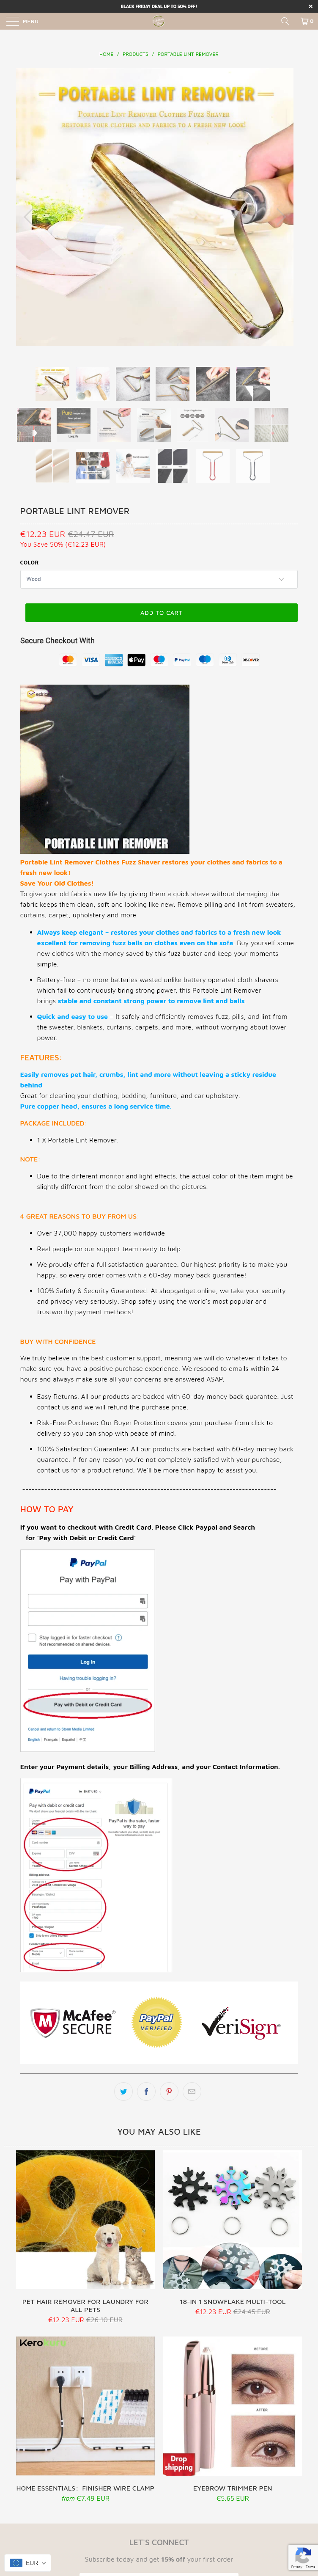 BLACK FRIDAY DEAL UP TO 50% OFF!
MENU
0
HOME / PRODUCTS / PORTABLE LINT REMOVER
PORTABLE LINT REMOVER CLOTHES FUZZ SHAVER
RESTORES YOUR CLOTHES AND FABRICS TO A FRESH NEW LOOK!
PORTABLE LINT REMOVER
€12.23 EUR €24.47 EUR
You Save 50% (€12.23 EUR)
COLOR
Wood
ADD TO CART
Secure Checkout With
VISA
Pay
PayPal
DISCOVER
PORTABLE LINT REMOVER
Portable Lint Remover Clothes Fuzz Shaver restores your clothes and fabrics to a
fresh new look!
Save Your Old Clothes!
To give your old fabrics new life by giving them a quick shave without damaging the
fabric keeps them clean, soft and looking like new. Remove pilling and lint from sweaters,
curtains, carpet, upholstery and more.
Always keep elegant – restores your clothes and fabrics to a fresh new look
excellent for removing fuzz balls on clothes even on the sofa. Buy yourself some
new clothes with the money saved by this fuzz buster and keep your moments
simple.
Battery-free – no more batteries wasted unlike battery operated cloth shavers
which fail to continuously bring strong power, this Portable Lint Remover
brings stable and constant strong power to remove lint and balls.
Quick and easy to use – It safely and efficiently removes fuzz, pills, and lint from
the sweater, blankets, curtains, carpets, and more, without worrying about lower
power.
FEATURES:
Easily removes pet hair, crumbs, lint and more without leaving a sticky residue
behind
Great for cleaning your clothing, bedding, furniture, and car upholstery.
Pure copper head, ensures a long service time.
PACKAGE INCLUDED:
1 X Portable Lint Remover.
NOTE:
Due to the different monitor and light effects, the actual color of the item might be
slightly different from the color showed on the pictures.
4 GREAT REASONS TO BUY FROM US:
Over 37,000 happy customers worldwide
Real people on our support team ready to help
We proudly offer a full satisfaction guarantee. Our highest priority is to make you
happy, so every order comes with a 60-day money back guarantee!
100% Safety & Security Guaranteed. At shopgadget.online, we take your security
and privacy very seriously. Shop safely using the world's most popular and
trustworthy payment methods!
BUY WITH CONFIDENCE
We truly believe in the best customer support, meaning we will do whatever it takes to
make sure you have a positive purchase experience. We respond to emails within 24
hours and always make sure all your concerns are answered ASAP.
Easy Returns. All our products are backed with 60-day money back guarantee. Just
contact us and we will refund the purchase price.
Risk-Free Purchase: Our Buyer Protection covers your purchase from click to
delivery so you can shop with peace of mind.
100% Satisfaction Guarantee: All our products are backed with 60-day money back
guarantee. If for any reason you're not completely satisfied with your purchase,
contact us for a product refund. We'll be more than happy to assist you.
HOW TO PAY
If you want to checkout with Credit Card. Please Click Paypal and Search
for 'Pay with Debit or Credit Card'
PayPal
Pay with PayPal
Stay logged in for faster checkout
Not recommended on shared devices.
Log In
Having trouble logging in?
or
Pay with Debit or Credit Card
English Français Español 中文
Enter your Payment details, your Billing Address, and your Contact Information.
PayPal
Pay with debit or credit card
PayPal is the safer,
easier way to pay
McAfee
SECURE
PayPal
VERIFIED
VeriSign
YOU MAY ALSO LIKE
PET HAIR REMOVER FOR LAUNDRY FOR
ALL PETS
€12.23 EUR €26.10 EUR
18-IN 1 SNOWFLAKE MULTI-TOOL
€12.23 EUR €24.45 EUR
BEFORE
AFTER
Drop
shipping
HOME ESSENTIALS: FINISHER WIRE CLAMP
from €7.49 EUR
EYEBROW TRIMMER PEN
€5.65 EUR
LET'S CONNECT
Subscribe today and get 15% off your first order
EUR
Privacy - Terms